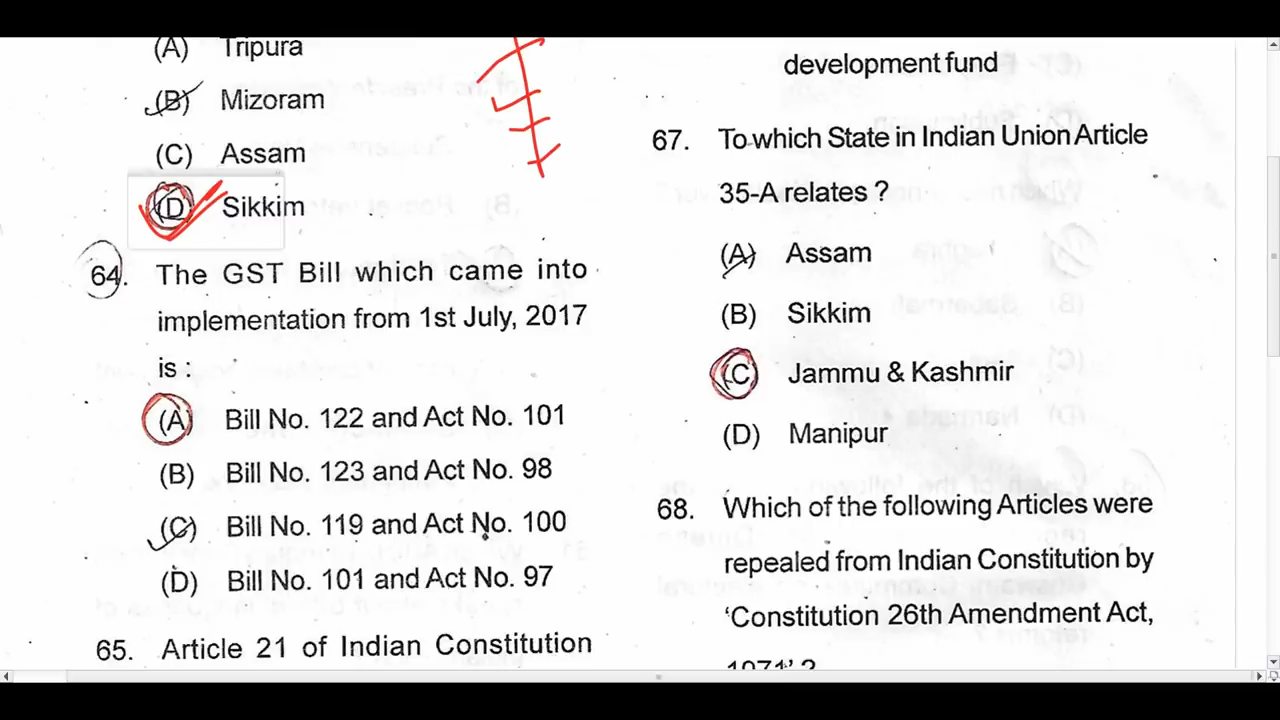 (A) Tripura
(B) Mizoram
(C) Assam
(D) Sikkim
64. The GST Bill which came into
implementation from 1st July, 2017
is :
(A) Bill No. 122 and Act No. 101
(B) Bill No. 123 and Act No. 98
(C) Bill No. 119 and Act No. 100
(D) Bill No. 101 and Act No. 97
65. Article 21 of Indian Constitution
development fund
67. To which State in Indian Union Article
35-A relates ?
(A) Assam
(B) Sikkim
(C) Jammu & Kashmir
(D) Manipur
68. Which of the following Articles were
repealed from Indian Constitution by
‘Constitution 26th Amendment Act,
1971’ ?